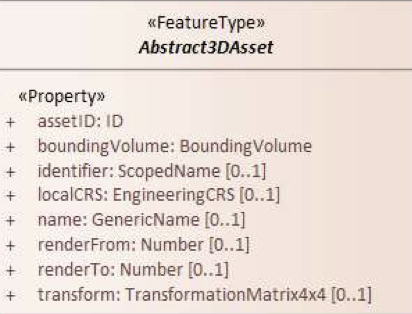 «FeatureType»
Abstract3DAsset
«Property»
+ assetID: ID
+ boundingVolume: BoundingVolume
+ identifier: ScopedName [0..1]
+ localCRS: EngineeringCRS [0..1]
+ name: GenericName [0..1]
+ renderFrom: Number [0..1]
+ renderTo: Number [0..1]
+ transform: TransformationMatrix4x4 [0..1]